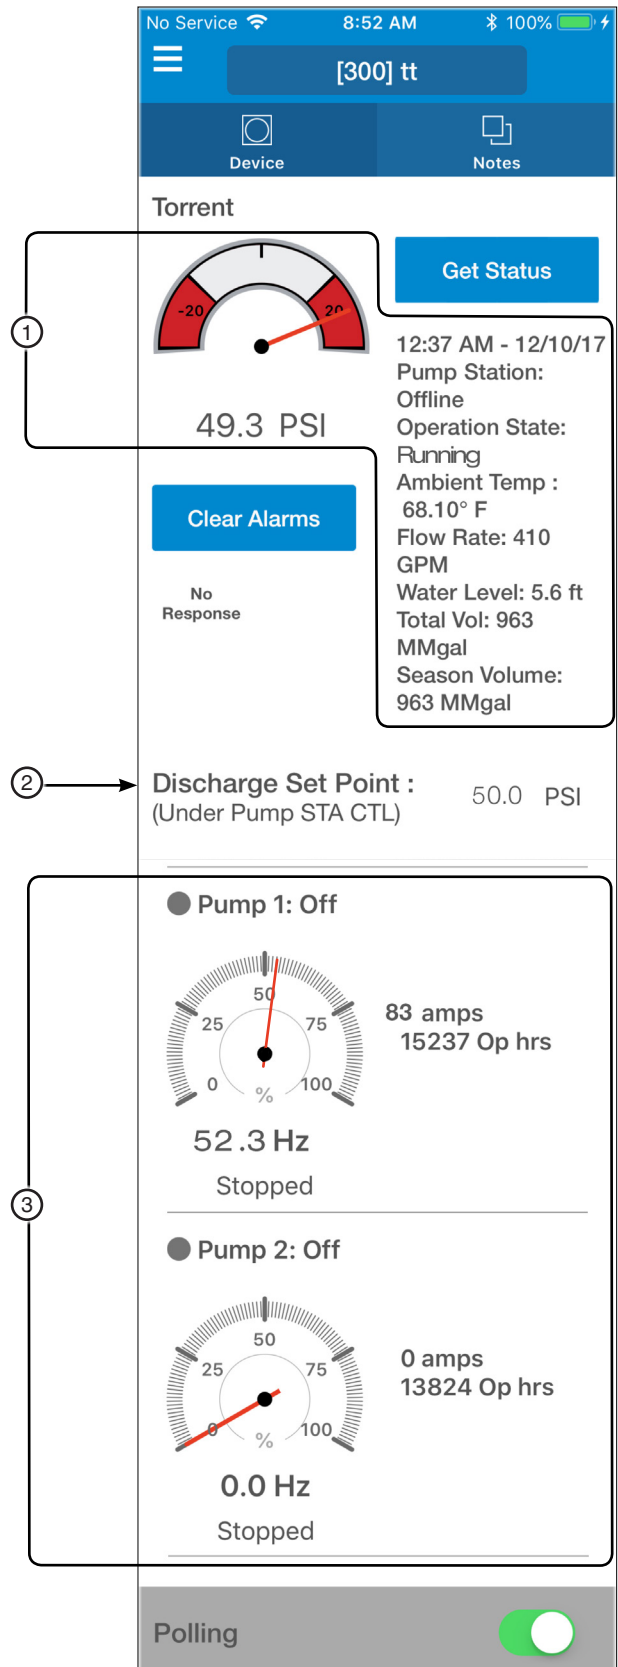 No Service 8:52 AM 100%
[300] tt
Device Notes
Torrent
Get Status
-20 20
1
49.3 PSI
12:37 AM - 12/10/17
Pump Station:
Offline
Operation State:
Running
Ambient Temp :
68.10° F
Flow Rate: 410
GPM
Water Level: 5.6 ft
Total Vol: 963
MMgal
Season Volume:
963 MMgal
Clear Alarms
No
Response
2
Discharge Set Point :
(Under Pump STA CTL)
50.0 PSI
3
Pump 1: Off
50
25 75
0 100
%
83 amps
15237 Op hrs
52.3 Hz
Stopped
Pump 2: Off
50
25 75
0 100
%
0 amps
13824 Op hrs
0.0 Hz
Stopped
Polling